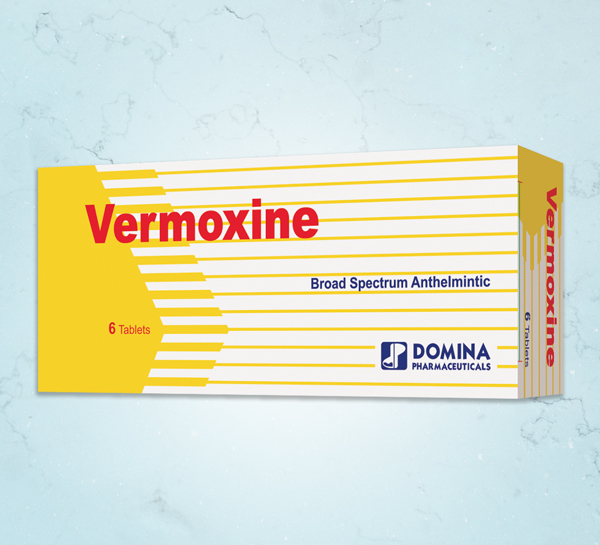 Vermoxine
Broad Spectrum Anthelmintic
6 Tablets
DOMINA
PHARMACEUTICALS
Vermoxine
6 Tablets